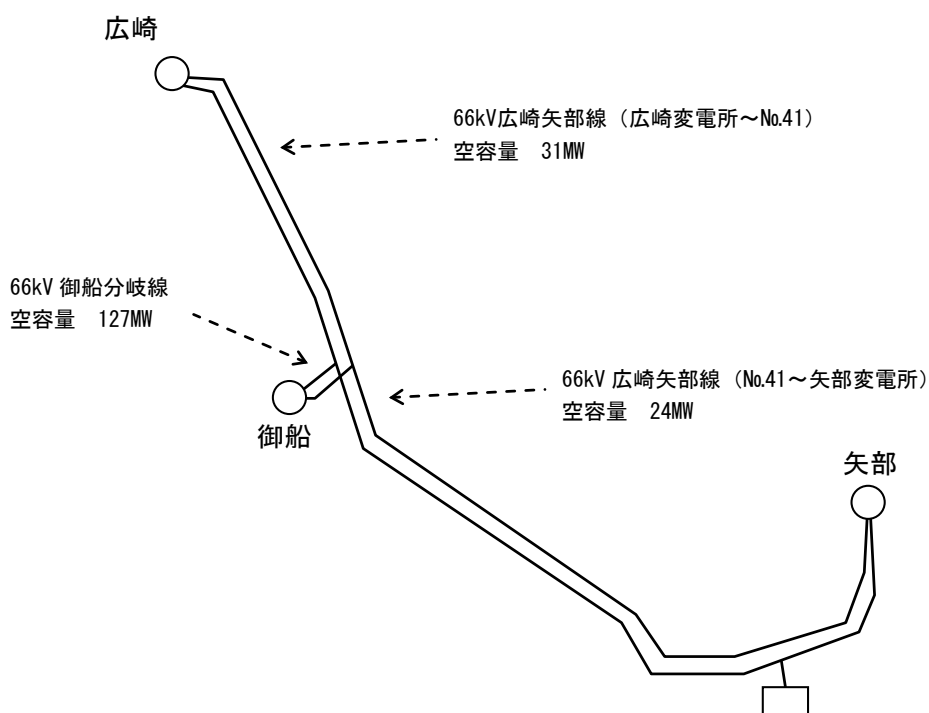 広崎
66kV広崎矢部線（広崎変電所～No.41）
空容量　31MW
66kV 御船分岐線
空容量　127MW
66kV 広崎矢部線（No.41～矢部変電所）
空容量　24MW
御船
矢部